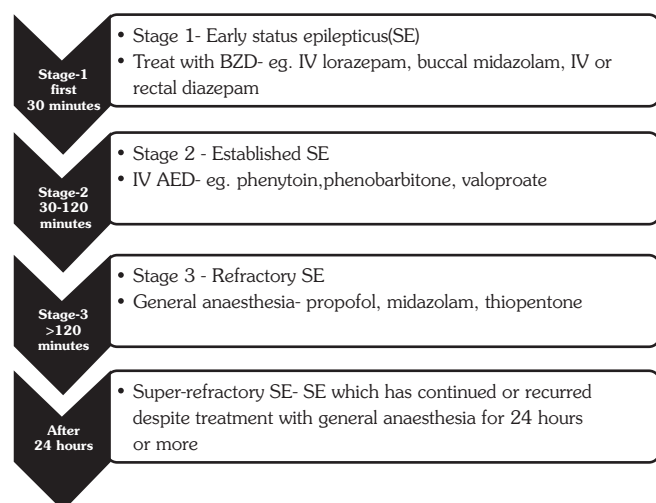 Stage-1
first
30 minutes
• Stage 1- Early status epilepticus(SE)
• Treat with BZD- eg. IV lorazepam, buccal midazolam, IV or
rectal diazepam
Stage-2
30-120
minutes
• Stage 2 - Established SE
• IV AED- eg. phenytoin,phenobarbitone, valoproate
Stage-3
>120
minutes
• Stage 3 - Refractory SE
• General anaesthesia- propofol, midazolam, thiopentone
After
24 hours
• Super-refractory SE- SE which has continued or recurred
despite treatment with general anaesthesia for 24 hours
or more